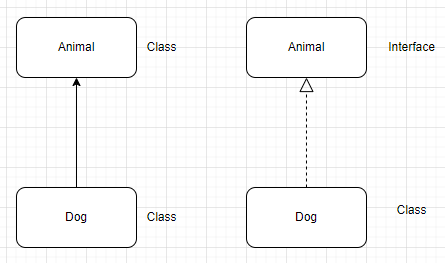 Animal
Class
Animal
Interface
Dog
Class
Dog
Class